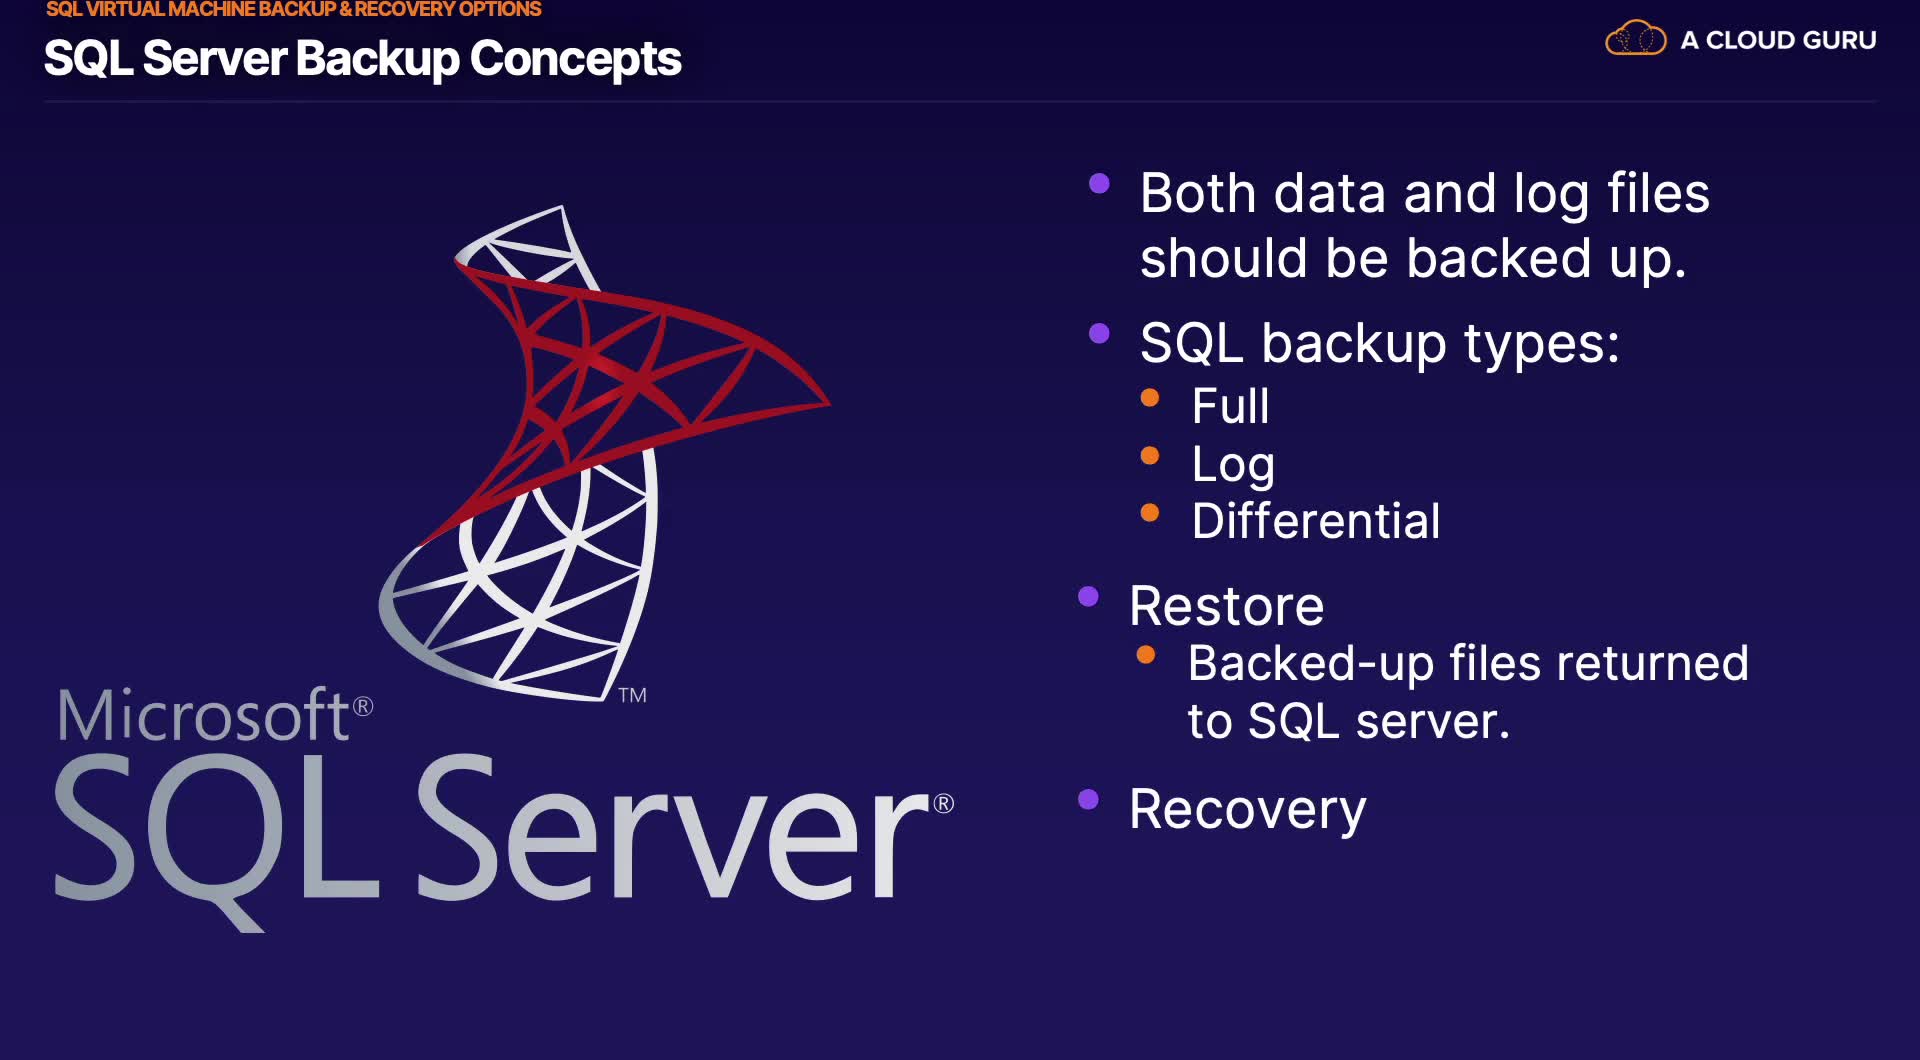 SQL VIRTUAL MACHINE BACKUP & RECOVERY OPTIONS
SQL Server Backup Concepts
A CLOUD GURU
Both data and log files
should be backed up.
SQL backup types:
Full
Log
Differential
Restore
Backed-up files returned
to SQL server.
Recovery
TM
Microsoft®
SQL Server®